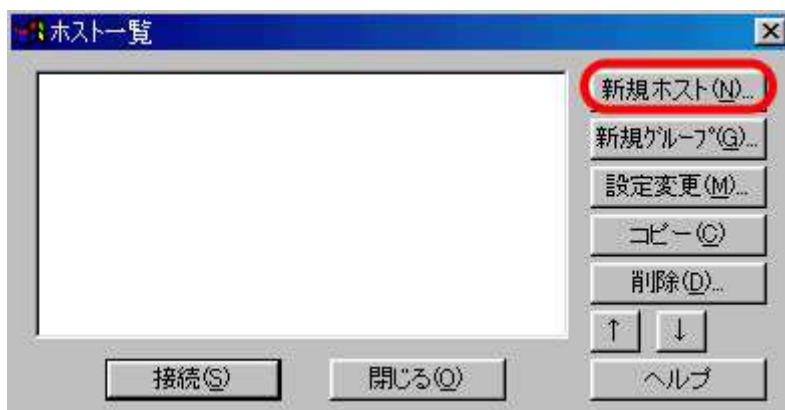 ホスト一覧
新規ホスト(N)...
新規グループ(G)...
設定変更(M)...
コピー(C)
削除(D)...
↑ ↓
接続(S) 閉じる(O) ヘルプ